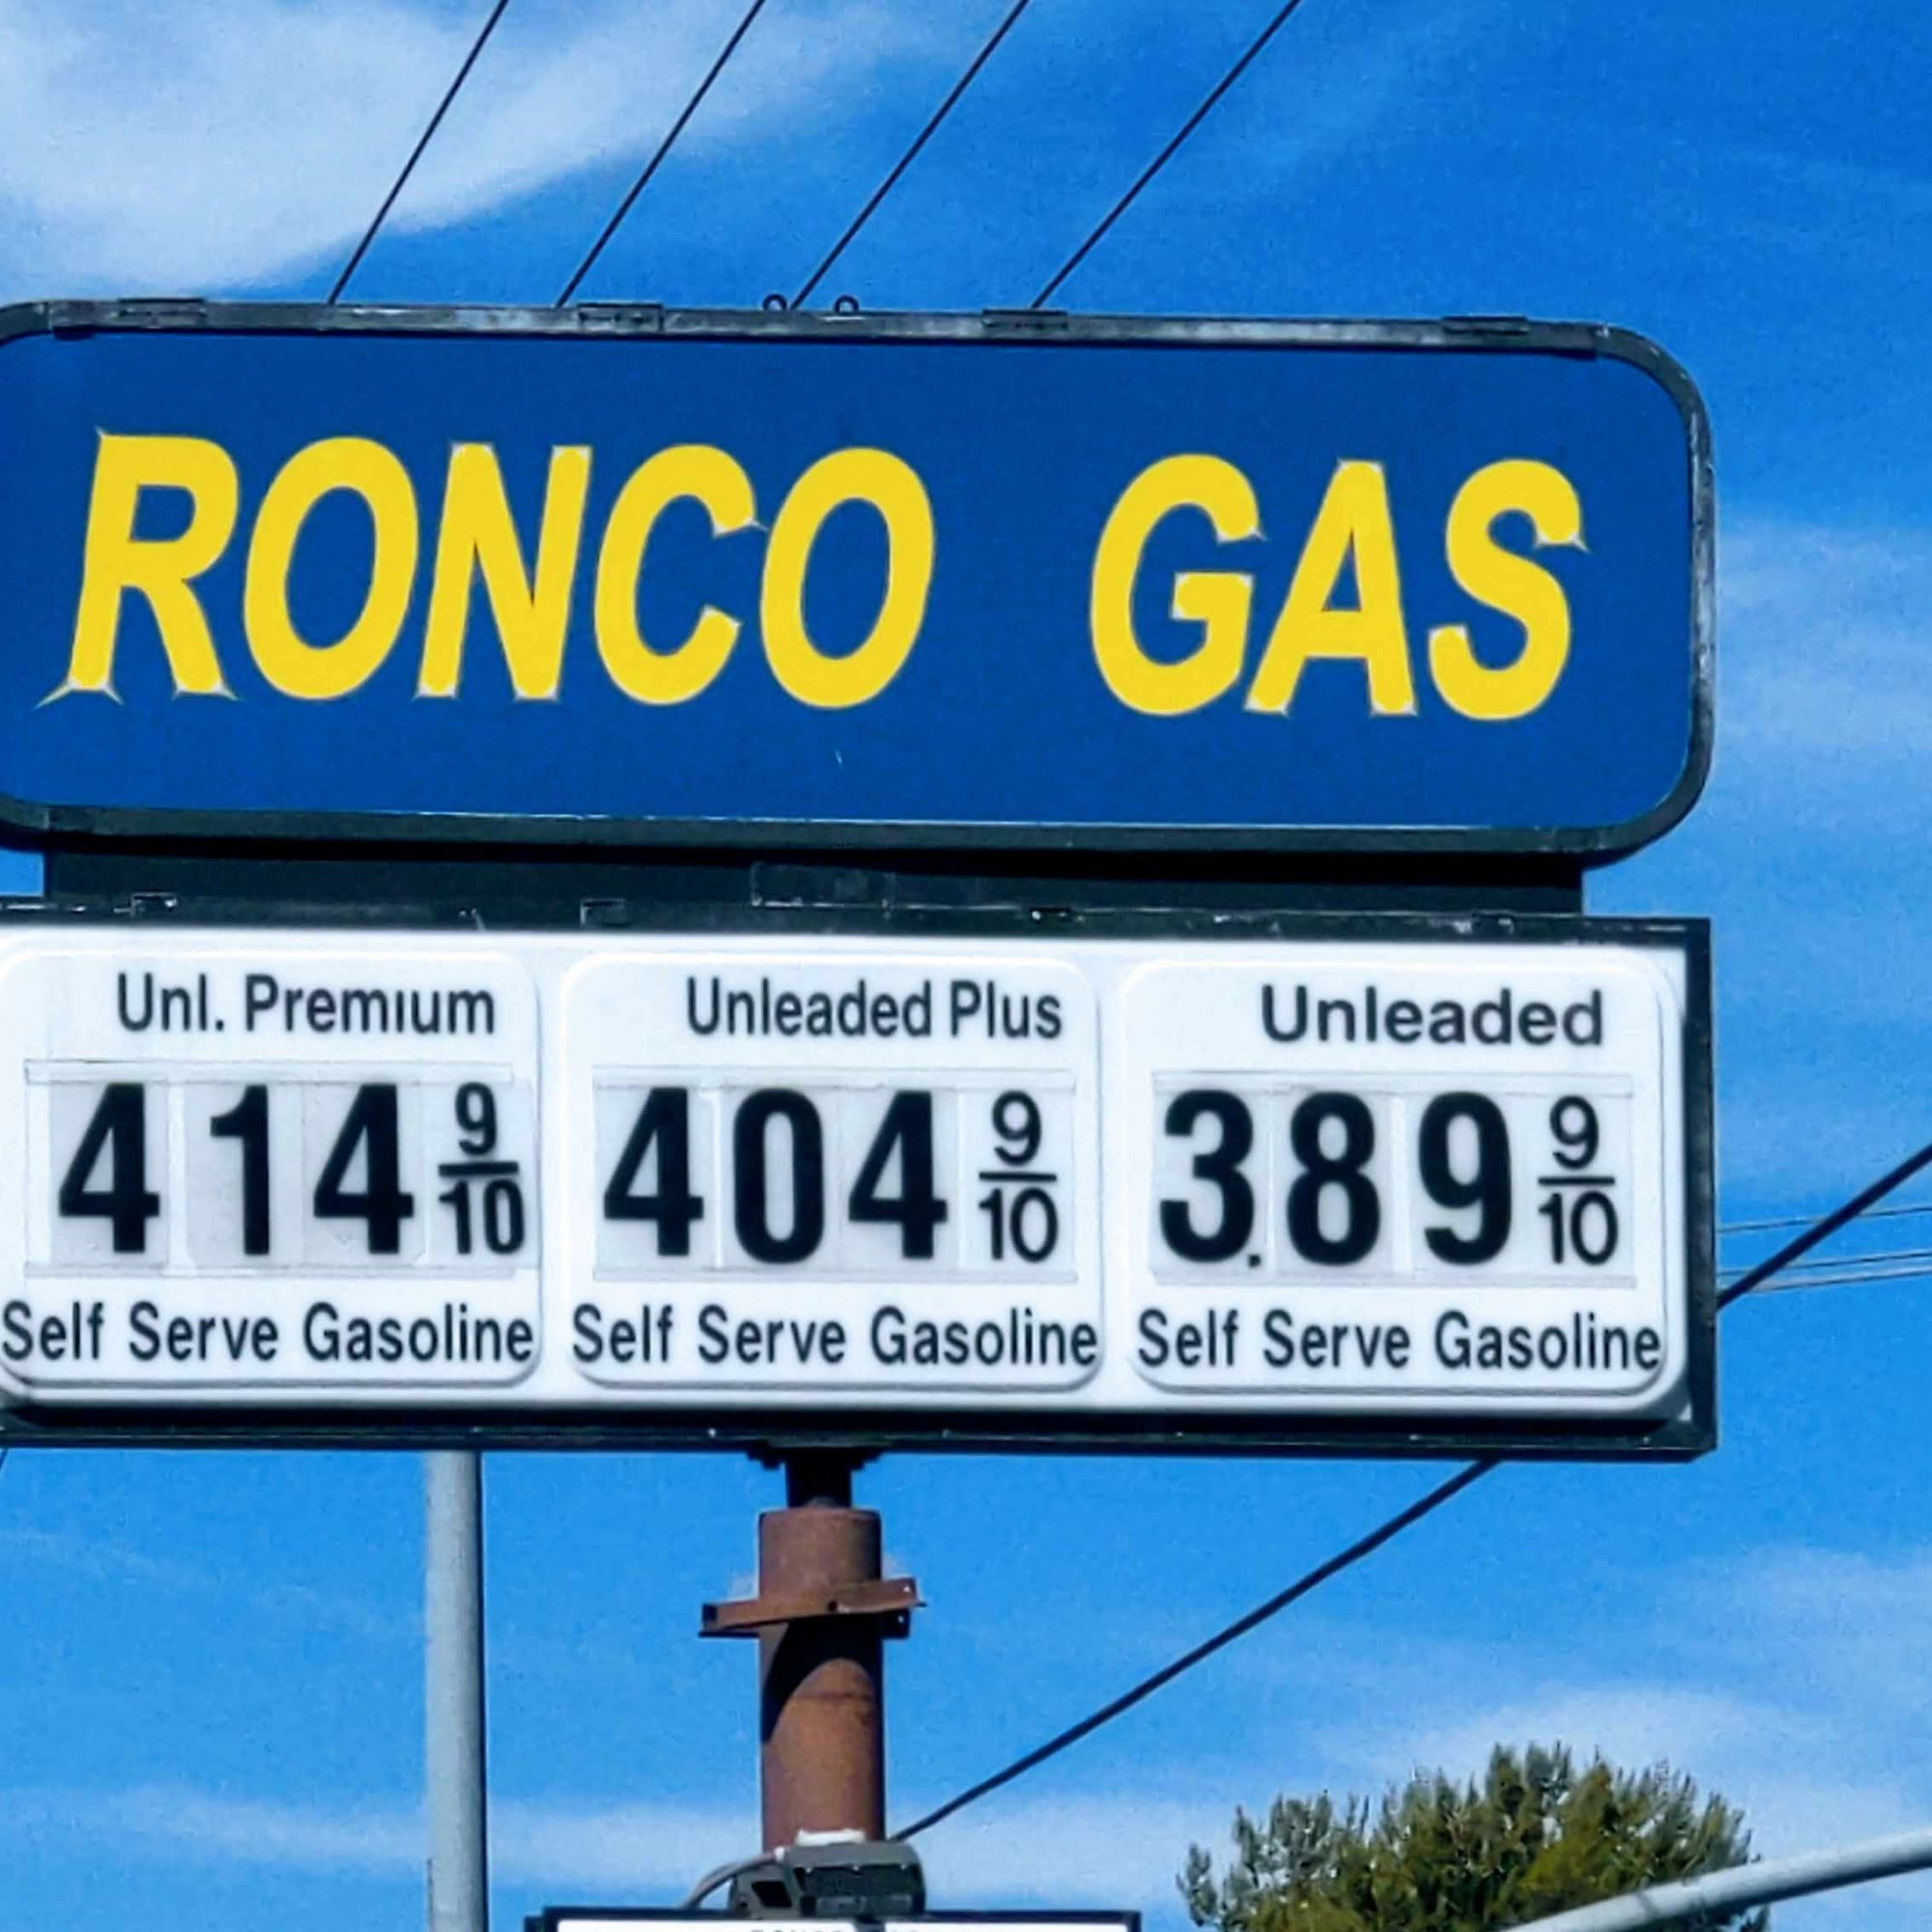 RONCO GAS
Unl. Premium
414 9/10
Self Serve Gasoline
Unleaded Plus
404 9/10
Self Serve Gasoline
Unleaded
3.89 9/10
Self Serve Gasoline